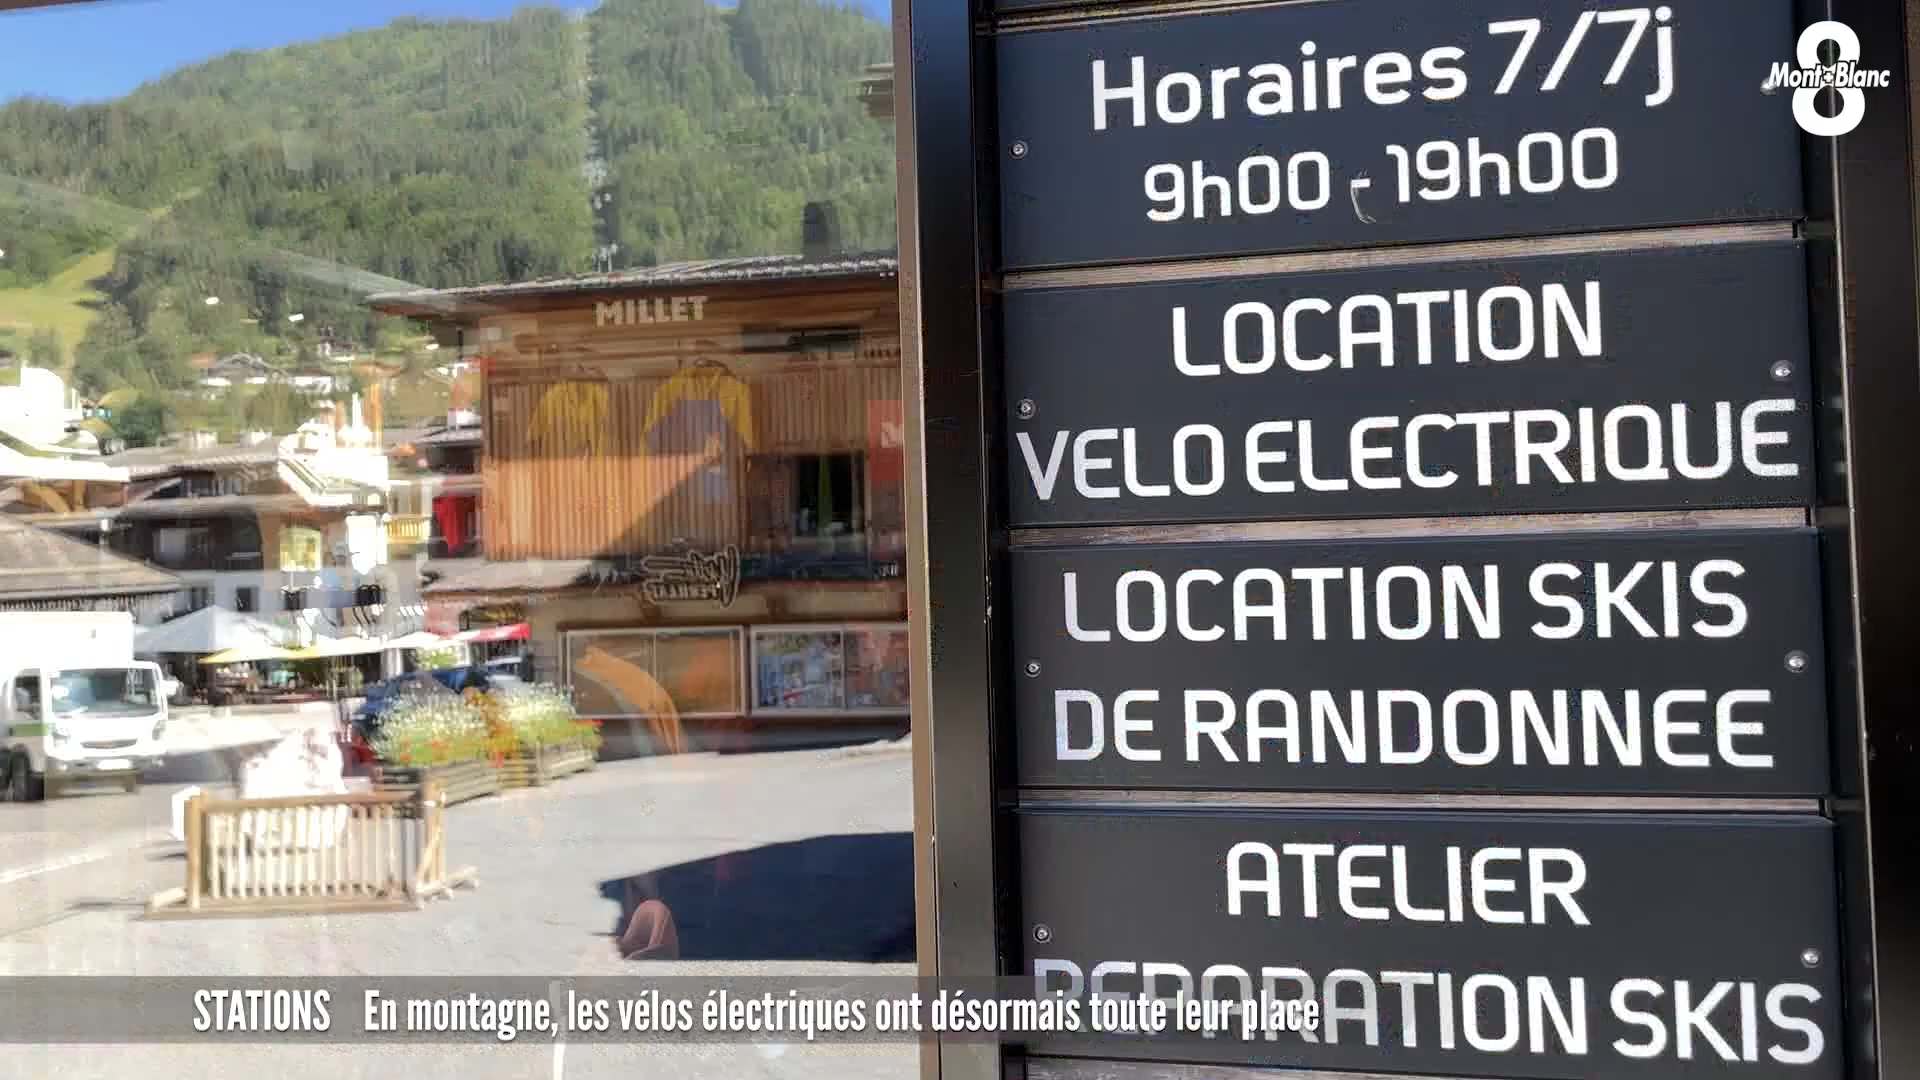 Horaires 7/7j
9h00 - 19h00
8
Mont Blanc
LOCATION
VELO ELECTRIQUE
LOCATION SKIS
DE RANDONNEE
ATELIER
REPARATION SKIS
MILLET
STATIONS En montagne, les vélos électriques ont désormais toute leur place